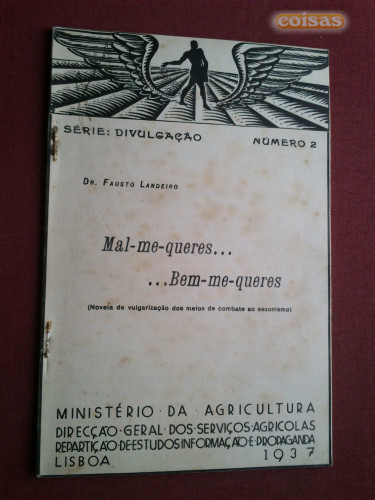 coisas
SÉRIE: DIVULGAÇÃO NÚMERO 2
DR. FAUSTO LANDEIRO
Mal-me-queres...
...Bem-me-queres
(Novela de vulgarização dos meios de combate ao sezonismo)
MINISTÉRIO · DA · AGRICULTURA
DIRECÇÃO · GERAL · DOS · SERVIÇOS · AGRICOLAS
REPARTIÇÃO · DE · ESTUDOS · INFORMAÇÃO · E · PROPAGANDA
LISBOA 1937